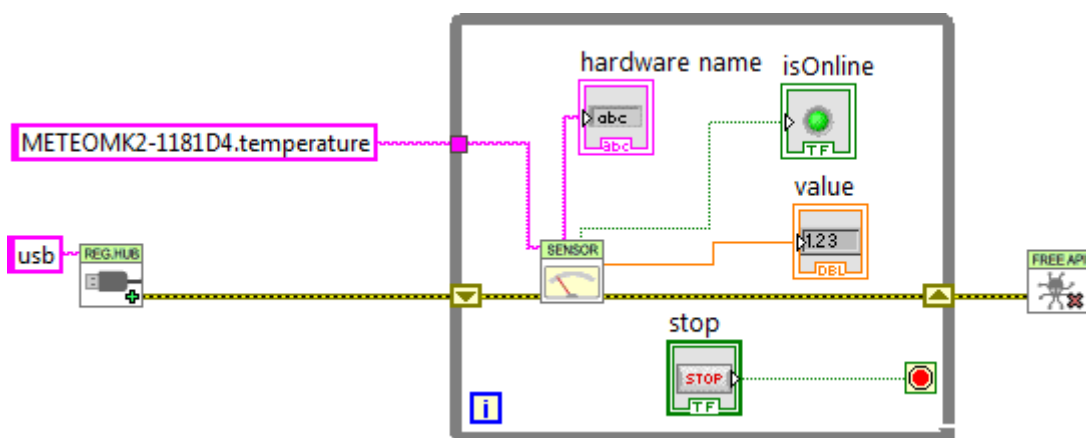 hardware name
isOnline
abc
abc
TF
METEOMK2-1181D4.temperature
value
1.23
DBL
usb
REG.HUB
SENSOR
FREE API
stop
STOP
TF
i